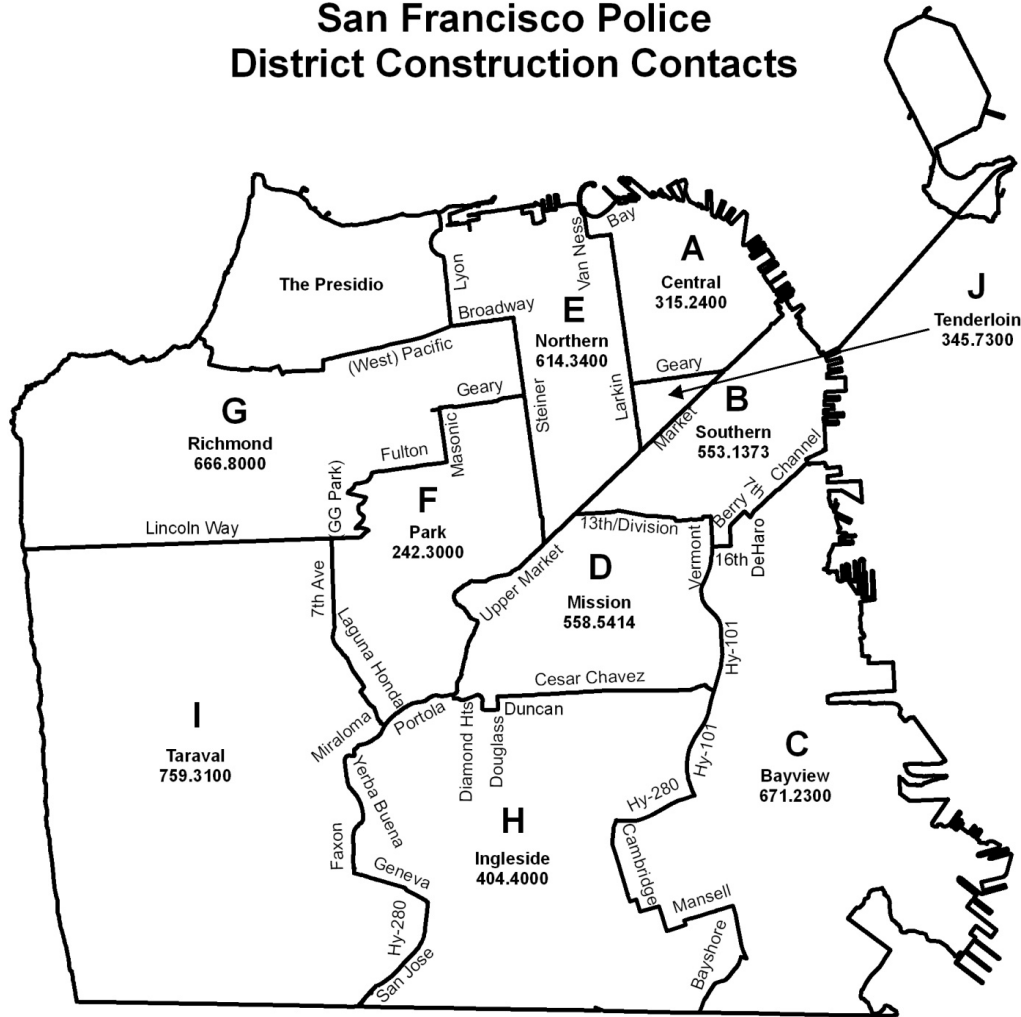 San Francisco Police
District Construction Contacts
The Presidio
Lyon
Broadway
(West) Pacific
Van Ness
Bay
A
Central
315.2400
E
Northern
614.3400
J
Tenderloin
345.7300
Geary
Larkin
Steiner
Geary
Masonic
Fulton
G
Richmond
666.8000
B
Southern
553.1373
Market
Channel
7th
Berry
(GG Park)
F
Park
242.3000
Lincoln Way
13th/Division
Vermont
16th
DeHaro
Upper Market
D
Mission
558.5414
7th Ave
Laguna Honda
Hy-101
Cesar Chavez
Duncan
Portola
Miraloma
Diamond Hts
Douglass
I
Taraval
759.3100
Hy-101
C
Bayview
671.2300
Yerba Buena
Hy-280
H
Ingleside
404.4000
Faxon
Geneva
Cambridge
Mansell
Hy-280
San Jose
Bayshore